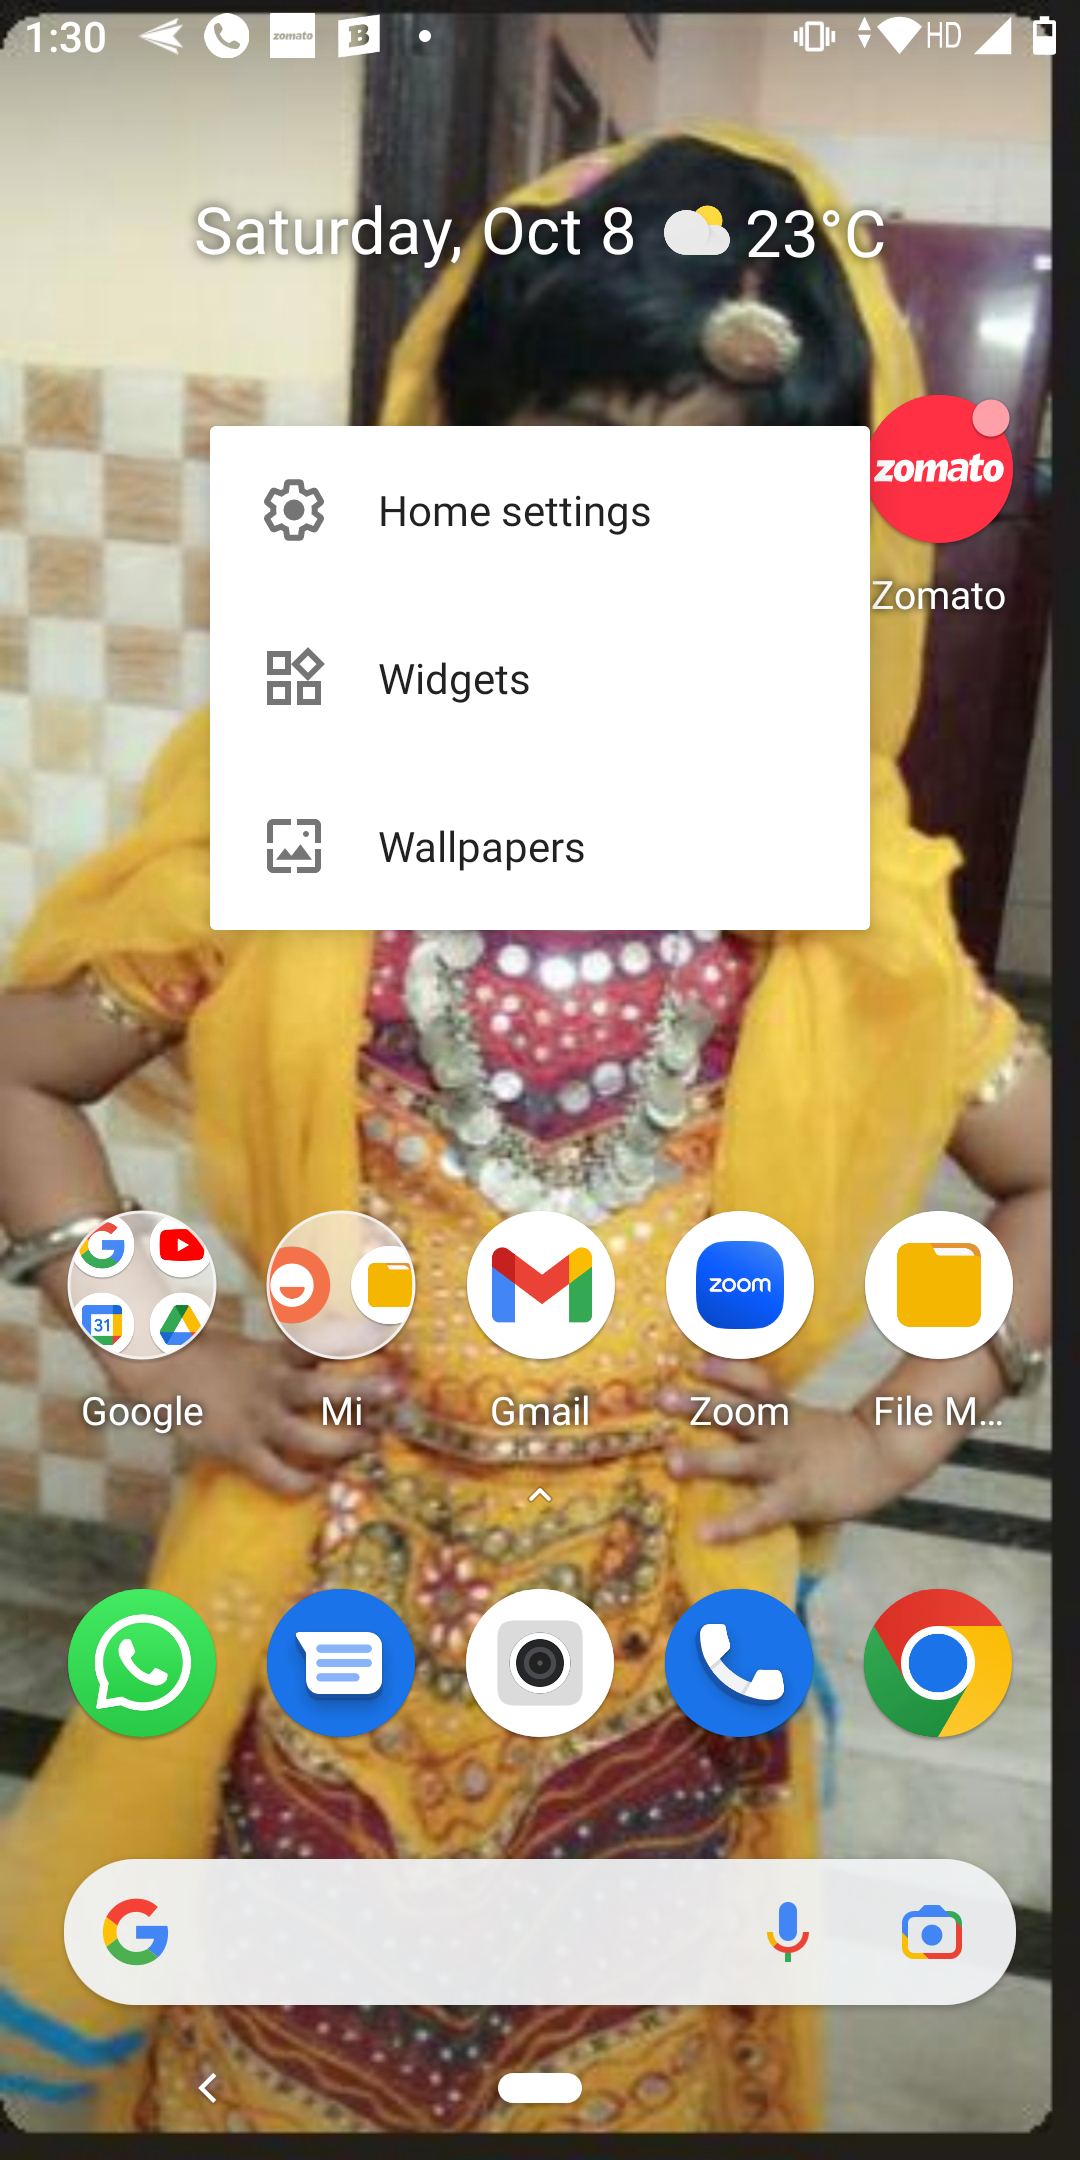 1:30 zomato B HD
Saturday, Oct 8 23°C
zomato
Zomato
Home settings
Widgets
Wallpapers
31
zoom
Google Mi Gmail Zoom File M...